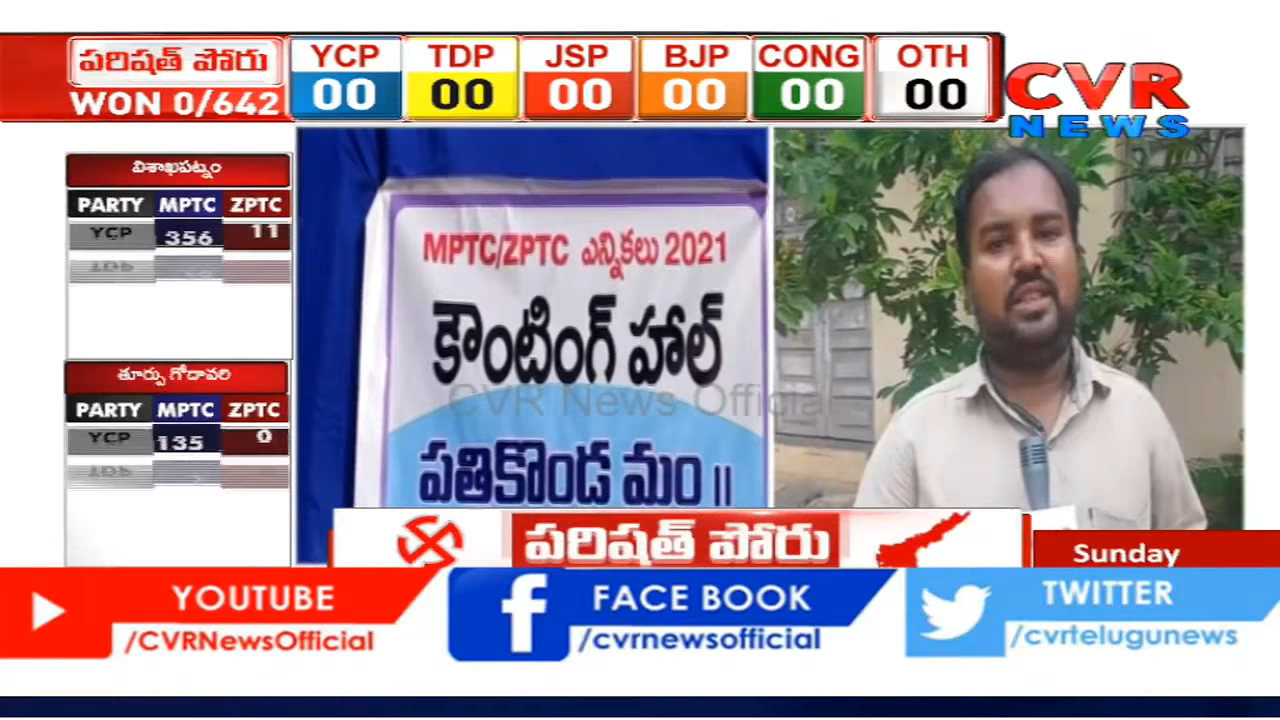 పరిషత్ పోరు
WON 0/642
YCP TDP JSP BJP CONG OTH
00 00 00 00 00 00
CVR
NEWS
విశాఖపట్నం
PARTY MPTC ZPTC
YCP 356 11
TDP
తూర్పు గోదావరి
PARTY MPTC ZPTC
YCP 135 0
TDP
MPTC/ZPTC ఎన్నికలు 2021
కౌంటింగ్ హాల్
CVR News Official
పతికొండ మం॥
పరిషత్ పోరు
Sunday
YOUTUBE
/CVRNewsOfficial
FACE BOOK
/cvrnewsofficial
TWITTER
/cvrtelugunews